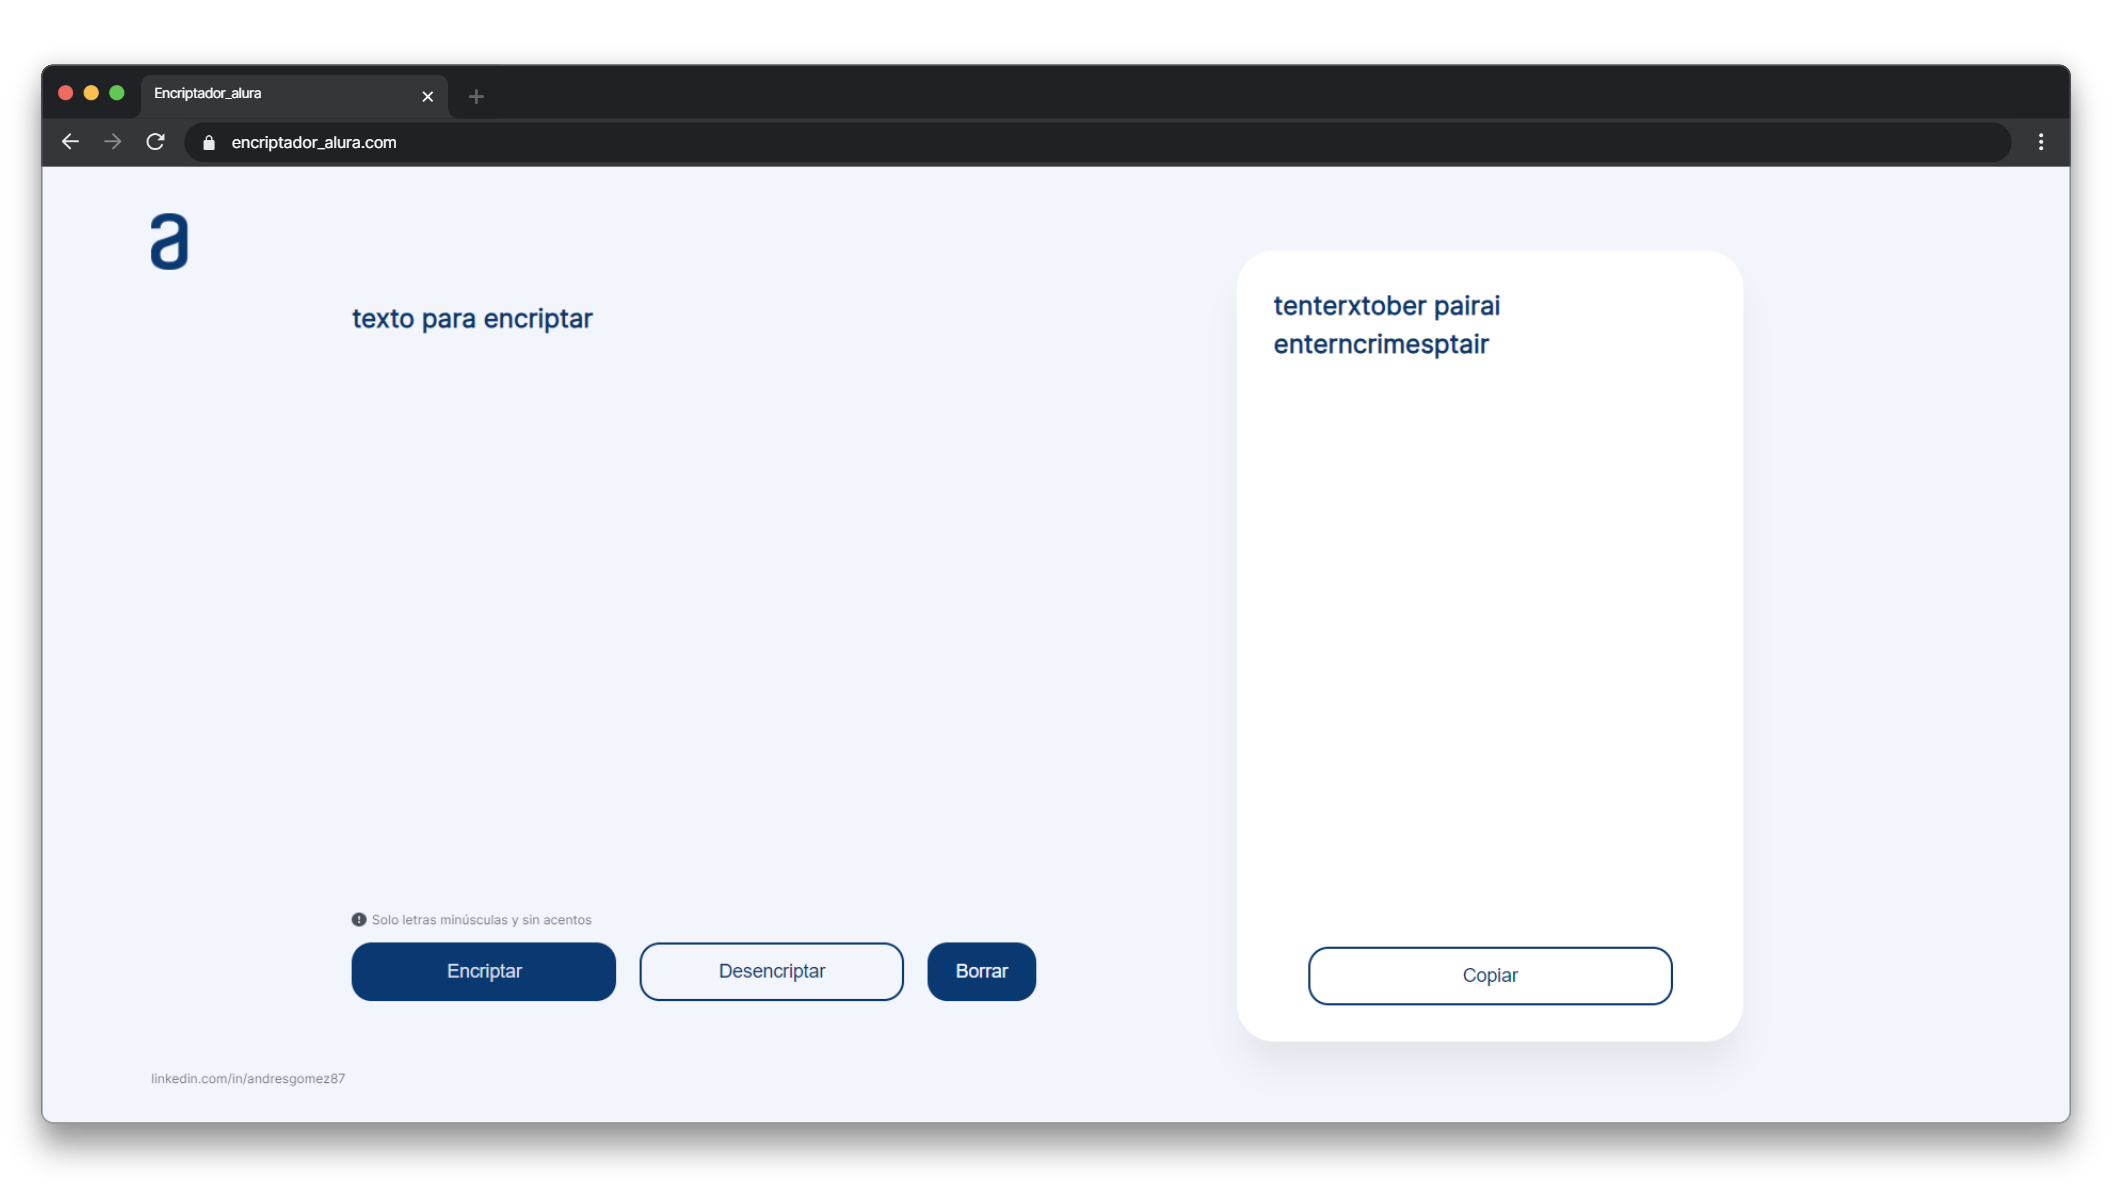 Encriptador_alura
encriptador_alura.com
a
texto para encriptar
tenterxtober pairai
enterncrimesptair
Solo letras minúsculas y sin acentos
Encriptar
Desencriptar
Borrar
Copiar
linkedin.com/in/andresgomez87